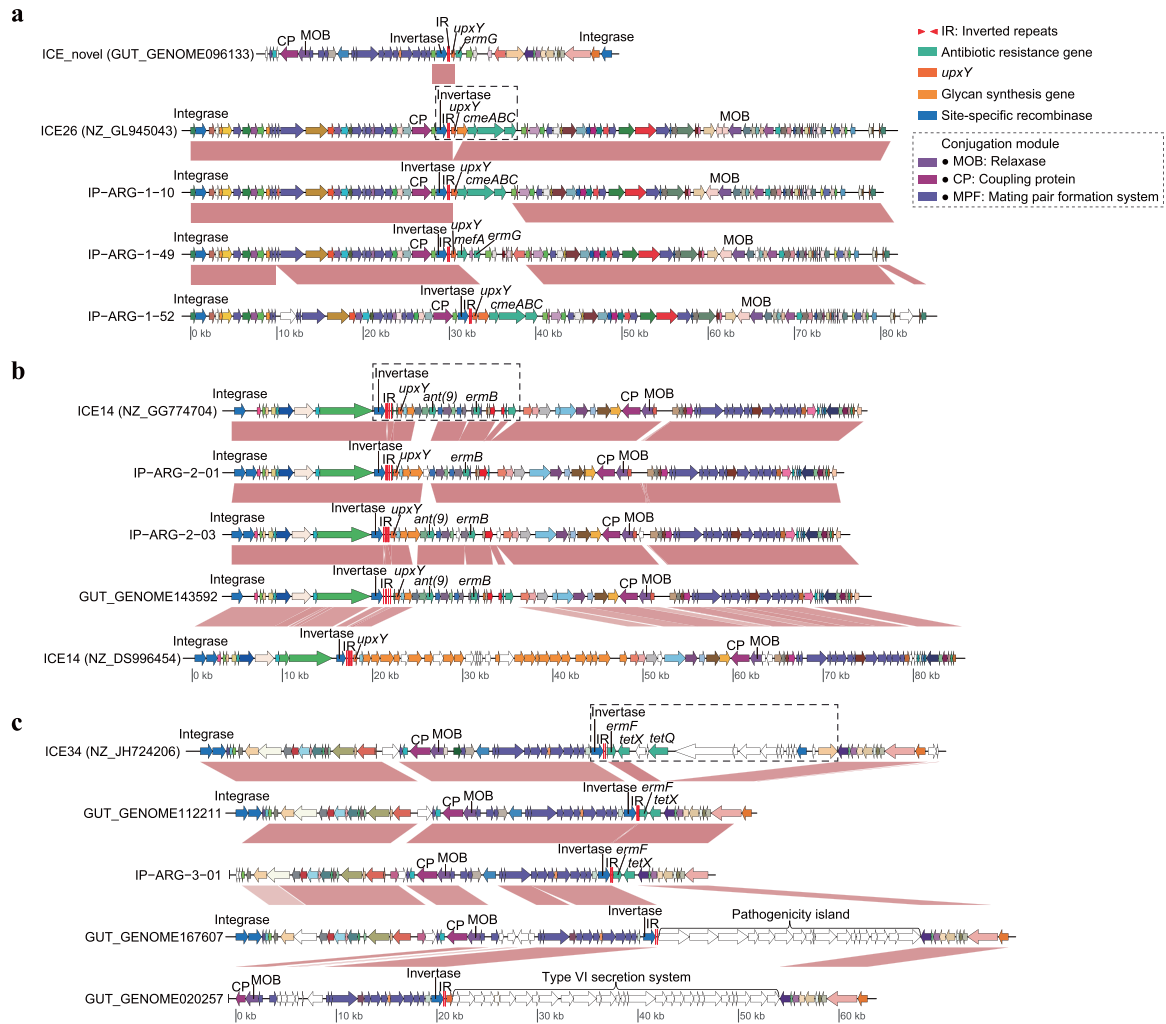 a
IR
upxY
MOB
CP
Invertase
ermG
Integrase
ICE_novel (GUT_GENOME096133)
Invertase
upxY
Integrase
CP
IR
cmeABC
MOB
ICE26 (NZ_GL945043)
Invertase
upxY
Integrase
CP
IR
cmeABC
MOB
IP−ARG−1−10
Invertase
upxY
Integrase
CP
IR
mefA
ermG
MOB
IP−ARG−1−49
Invertase
upxY
Integrase
CP
IR
cmeABC
MOB
IP−ARG−1−52
0 kb
10 kb
20 kb
30 kb
40 kb
50 kb
60 kb
70 kb
80 kb
IR: Inverted repeats
Antibiotic resistance gene
upxY
Glycan synthesis gene
Site-specific recombinase
Conjugation module
● MOB: Relaxase
● CP: Coupling protein
● MPF: Mating pair formation system
b
Invertase
Integrase
IR
upxY
ant(9)
ermB
CP
MOB
ICE14 (NZ_GG774704)
Invertase
Integrase
IR
upxY
ermB
CP
MOB
IP−ARG−2−01
Invertase
Integrase
IR
upxY
ant(9)
ermB
CP
MOB
IP−ARG−2−03
Invertase
Integrase
IR
upxY
ant(9)
ermB
CP
MOB
GUT_GENOME143592
Invertase
Integrase
IR
upxY
CP
MOB
ICE14 (NZ_DS996454)
0 kb
10 kb
20 kb
30 kb
40 kb
50 kb
60 kb
70 kb
80 kb
c
Invertase
ermF
Integrase
CP
MOB
IR
tetX
tetQ
ICE34 (NZ_JH724206)
Invertase
ermF
Integrase
CP
MOB
IR
tetX
GUT_GENOME112211
Invertase
ermF
CP
MOB
IR
tetX
IP−ARG−3−01
Invertase
Pathogenicity island
Integrase
CP
MOB
IR
GUT_GENOME167607
Invertase
Type VI secretion system
CP
MOB
IR
GUT_GENOME020257
0 kb
10 kb
20 kb
30 kb
40 kb
50 kb
60 kb